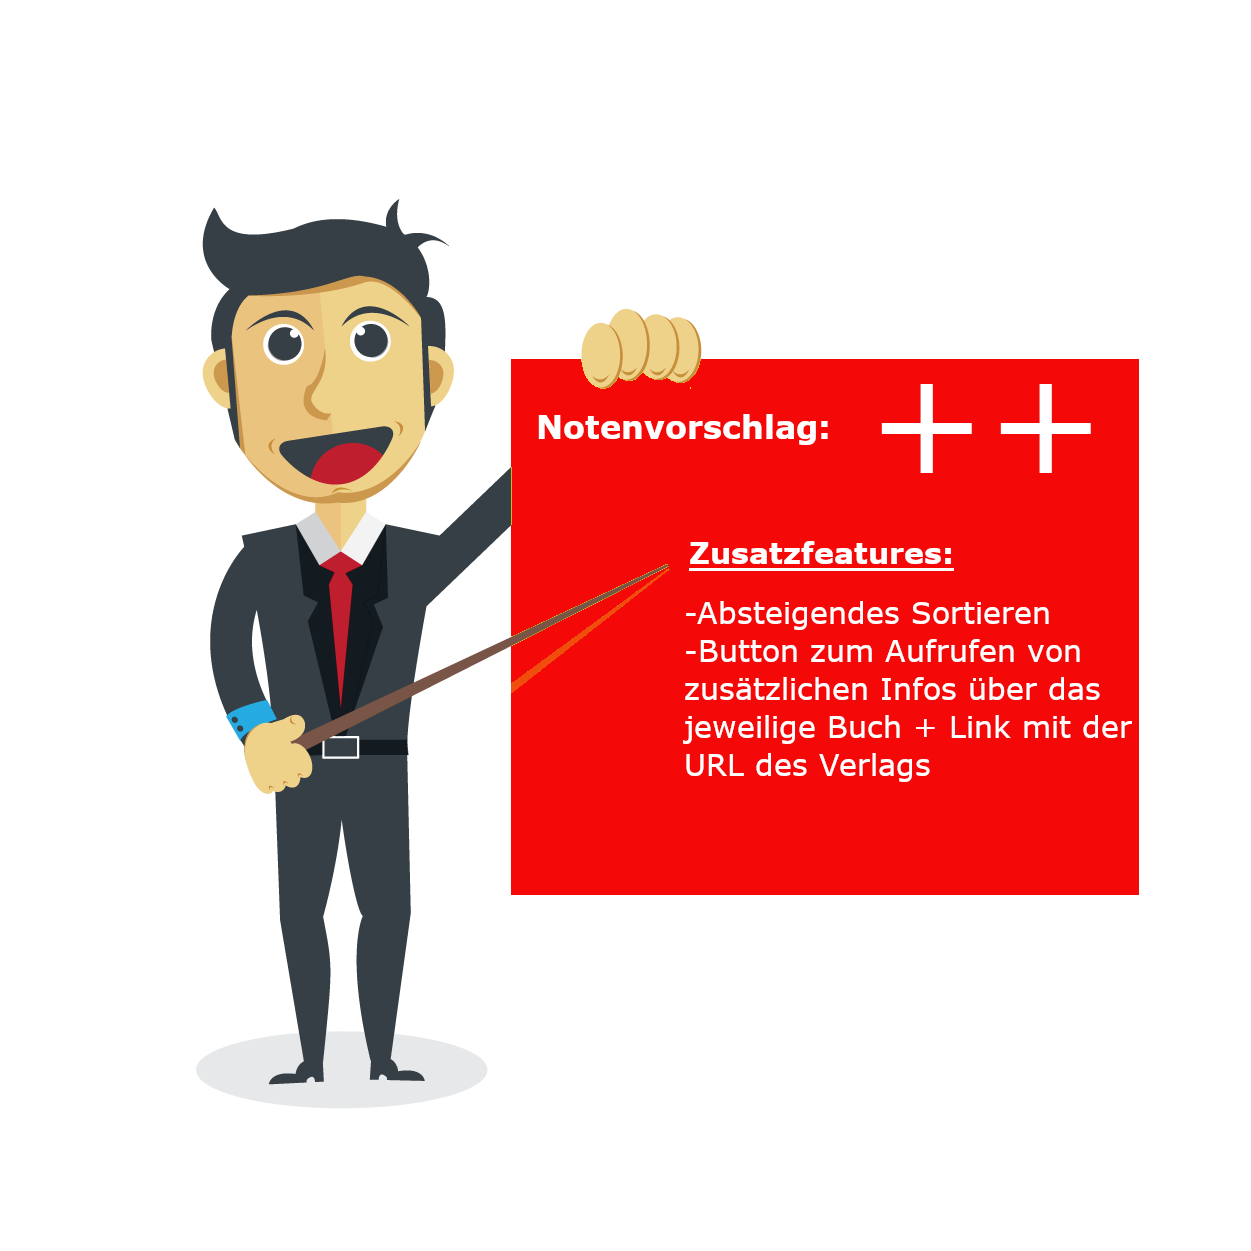 Notenvorschlag: ++
Zusatzfeatures:
-Absteigendes Sortieren
-Button zum Aufrufen von
zusätzlichen Infos über das
jeweilige Buch + Link mit der
URL des Verlags